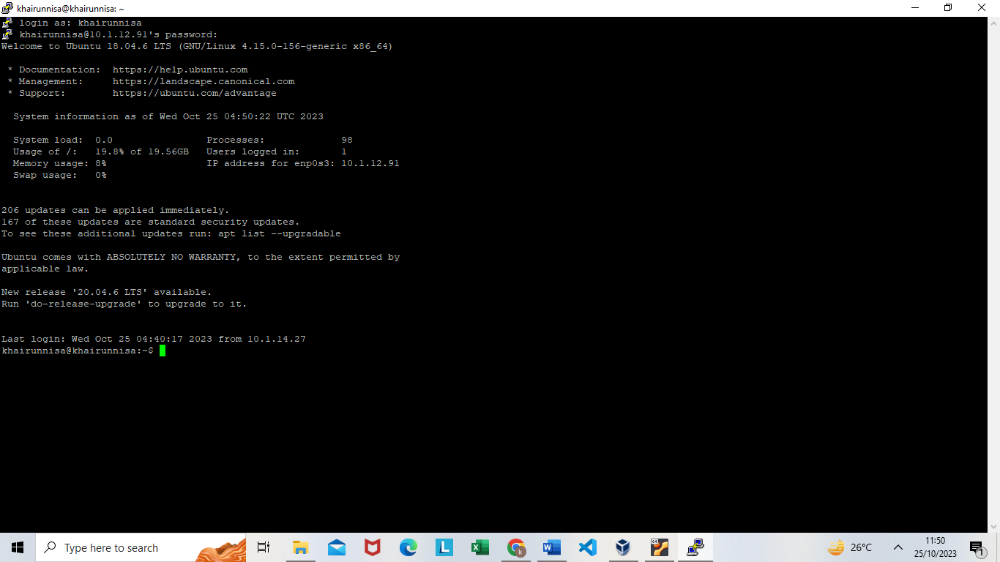 khairunnisa@khairunnisa: ~
login as: khairunnisa
khairunnisa@10.1.12.91's password:
Welcome to Ubuntu 18.04.6 LTS (GNU/Linux 4.15.0-156-generic x86_64)
* Documentation:  https://help.ubuntu.com
* Management:     https://landscape.canonical.com
* Support:        https://ubuntu.com/advantage
System information as of Wed Oct 25 04:50:22 UTC 2023
System load:  0.0                Processes:             98
Usage of /:   19.8% of 19.56GB   Users logged in:       1
Memory usage: 8%                 IP address for enp0s3: 10.1.12.91
Swap usage:   0%
206 updates can be applied immediately.
167 of these updates are standard security updates.
To see these additional updates run: apt list --upgradable
Ubuntu comes with ABSOLUTELY NO WARRANTY, to the extent permitted by
applicable law.
New release '20.04.6 LTS' available.
Run 'do-release-upgrade' to upgrade to it.
Last login: Wed Oct 25 04:40:17 2023 from 10.1.14.27
khairunnisa@khairunnisa:~$
Type here to search
L
X
k
W
64
26°C
11:50
25/10/2023
1